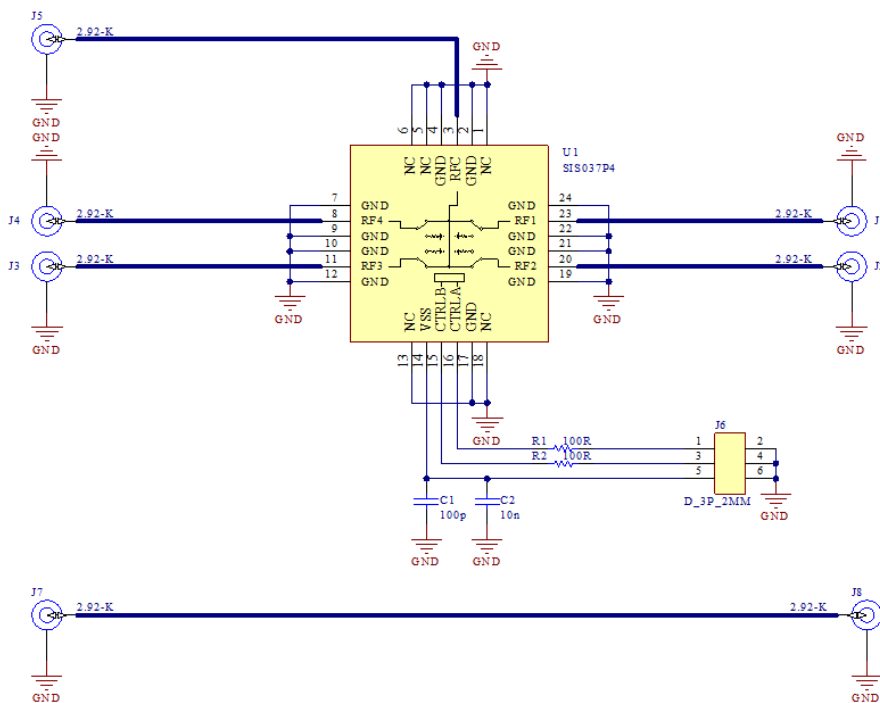 J5
2.92-K
GND
GND
GND
GND
GND
6 5 4 3 2 1
NC NC GND RFC GND NC
U1
SIS037P4
7 GND GND 24
J4 2.92-K 8 RF4 RF1 23 2.92-K
9 GND GND 22
10 GND GND 21
J3 2.92-K 11 RF3 RF2 20 2.92-K
12 GND GND 19
NC VSS CTRLB CTRLA GND NC
13 14 15 16 17 18
GND
GND
GND
GND
GND
J6
R1 100R 1 2
R2 100R 3 4
5 6
D_3P_2MM
GND
C1
100p
C2
10n
GND
GND
J7
2.92-K
2.92-K
J8
GND
GND